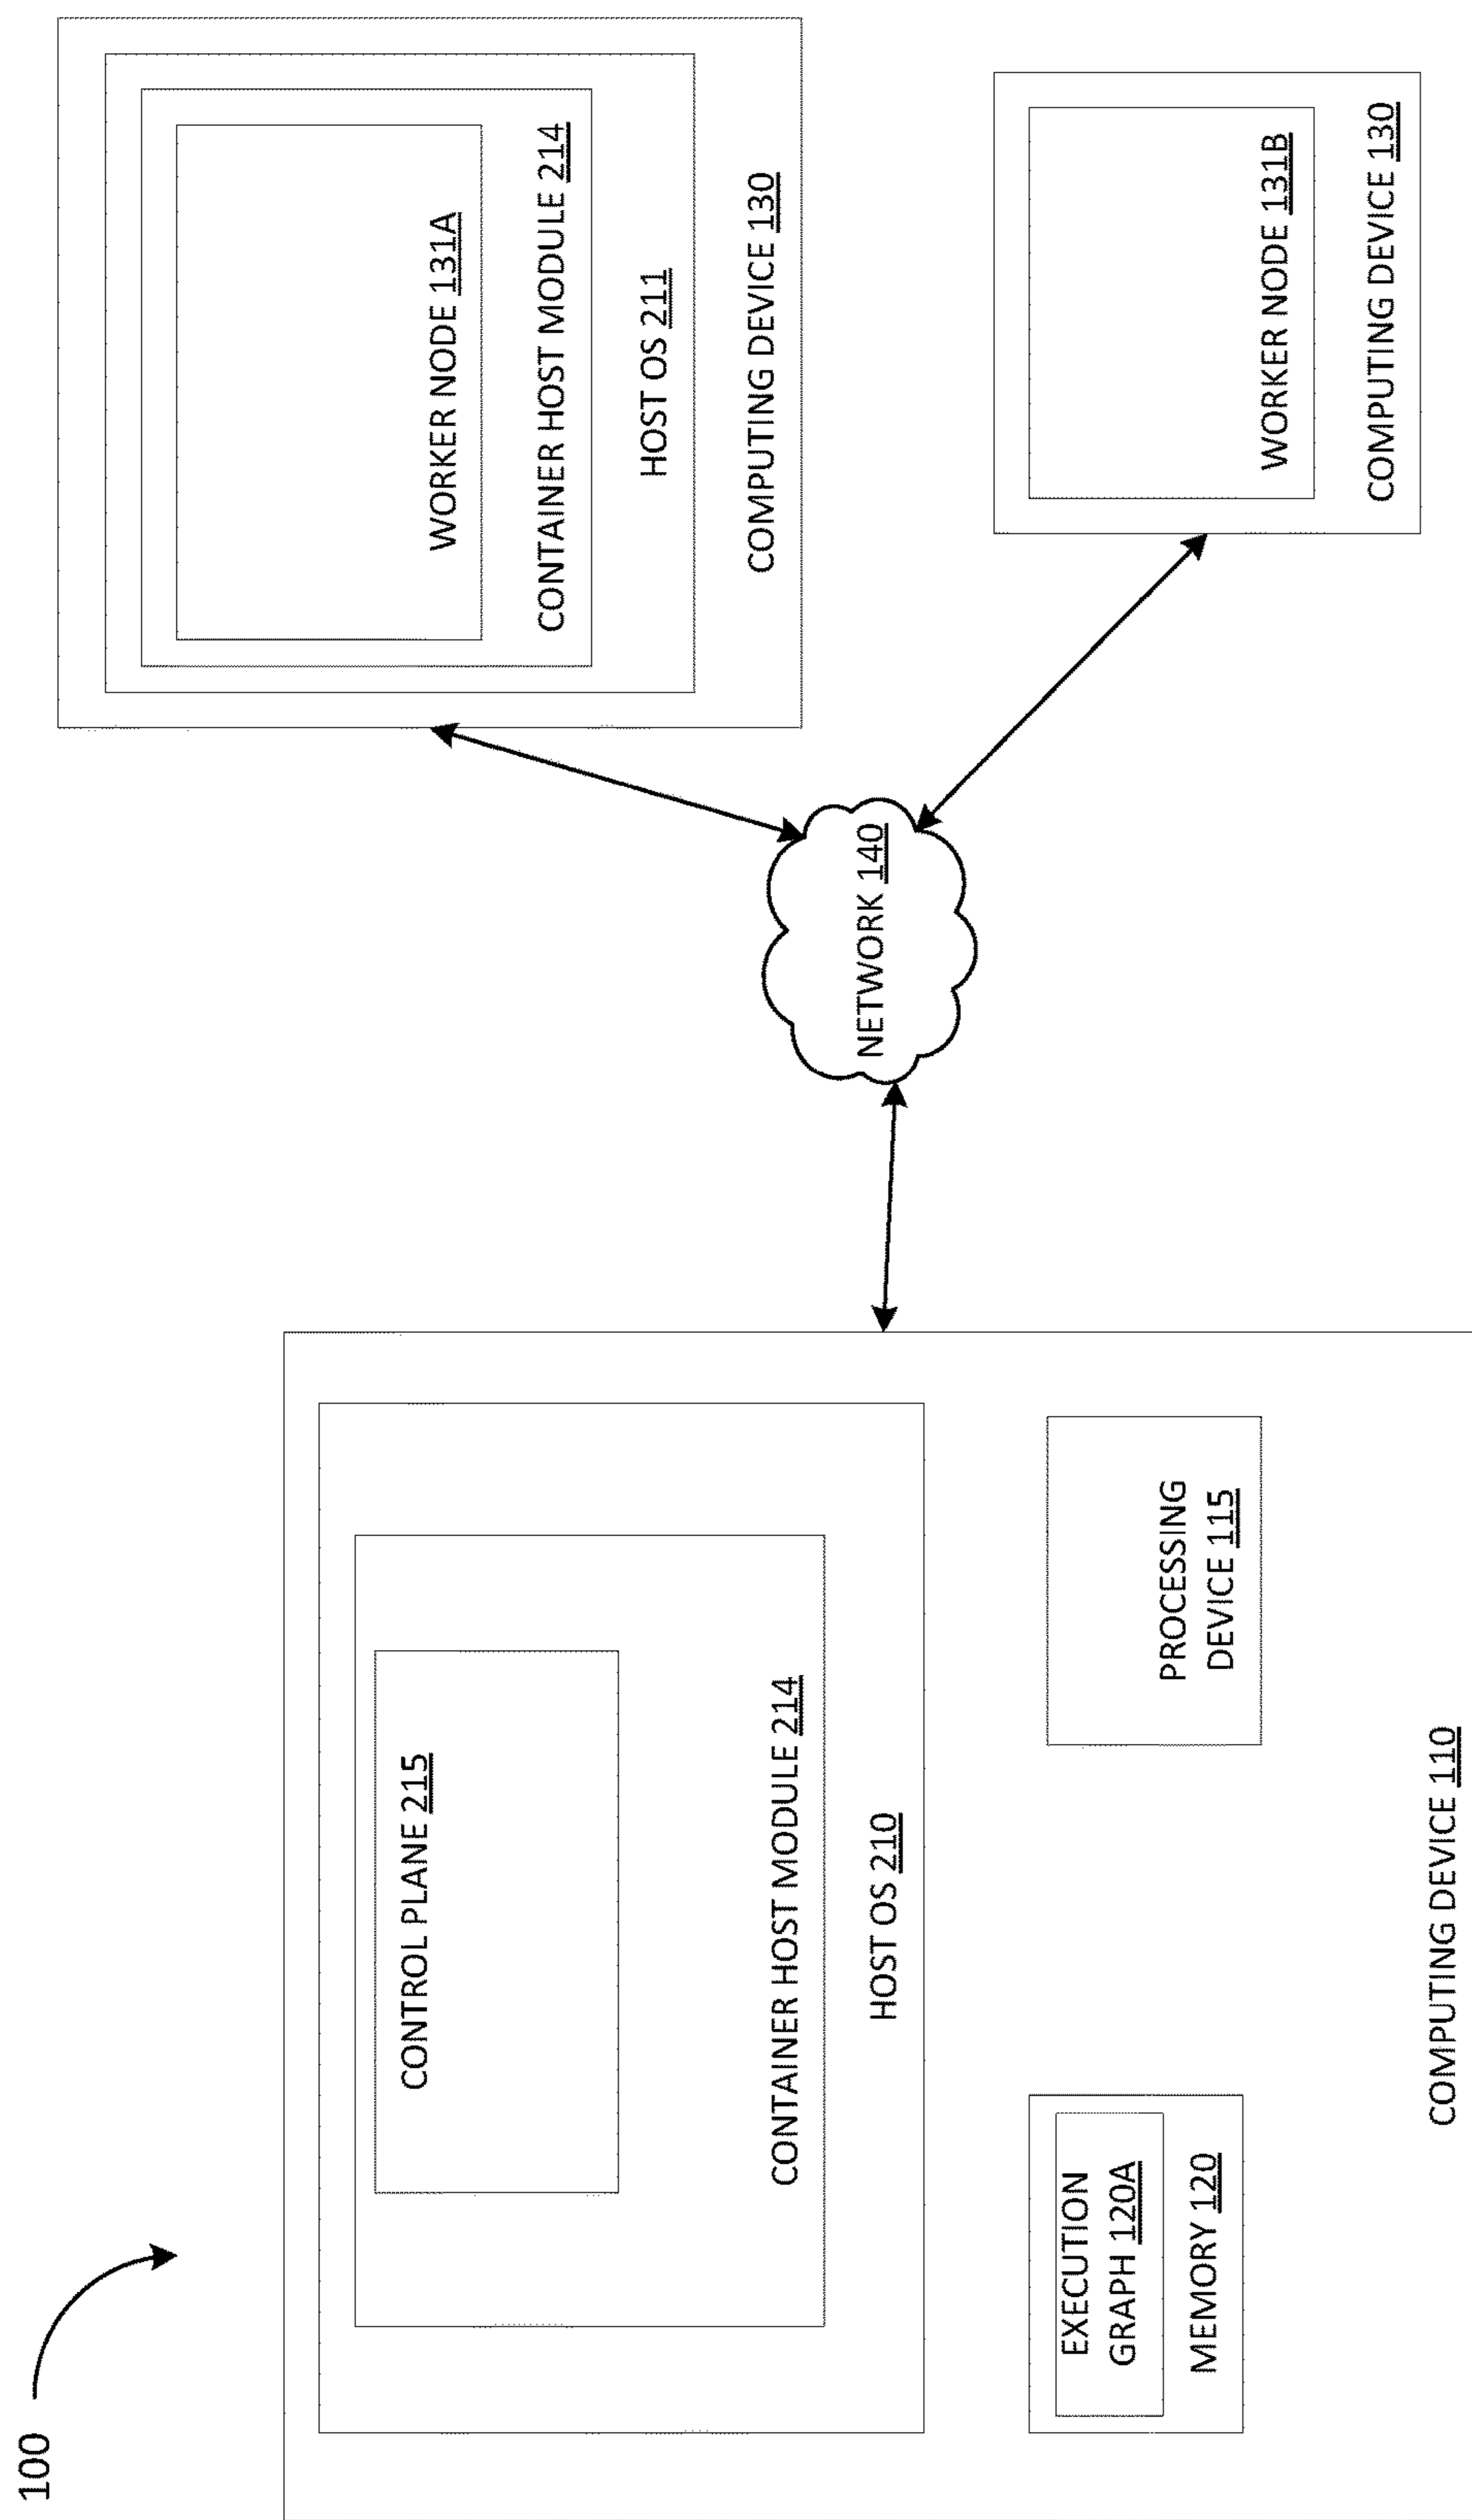 100
CONTROL PLANE 215
CONTAINER HOST MODULE 214
HOST OS 210
EXECUTION
GRAPH 120A
MEMORY 120
PROCESSING
DEVICE 115
COMPUTING DEVICE 110
NETWORK 140
WORKER NODE 131A
CONTAINER HOST MODULE 214
HOST OS 211
COMPUTING DEVICE 130
WORKER NODE 131B
COMPUTING DEVICE 130